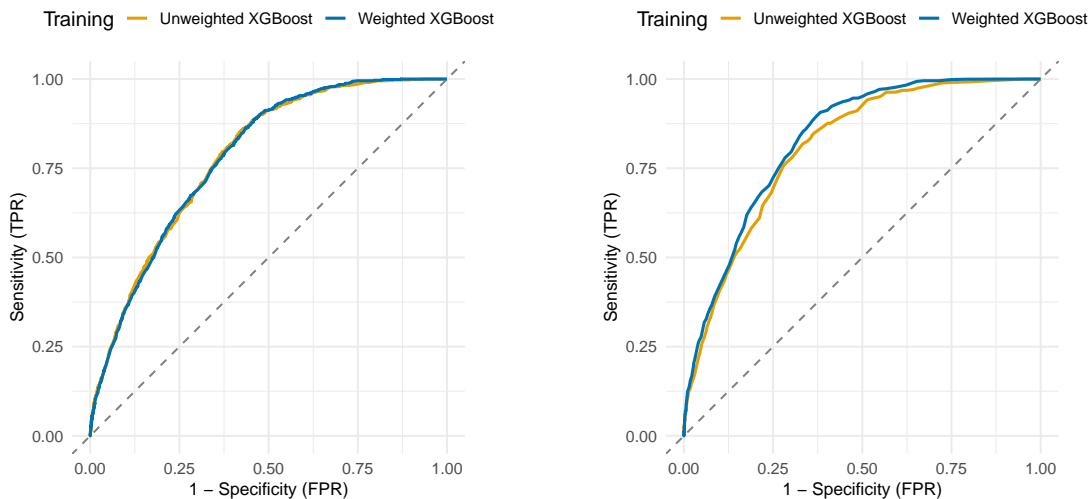 Training Unweighted XGBoost Weighted XGBoost
1.00
0.75
0.50
0.25
0.00
Sensitivity (TPR)
0.00 0.25 0.50 0.75 1.00
1 − Specificity (FPR)
Training Unweighted XGBoost Weighted XGBoost
1.00
0.75
0.50
0.25
0.00
Sensitivity (TPR)
0.00 0.25 0.50 0.75 1.00
1 − Specificity (FPR)